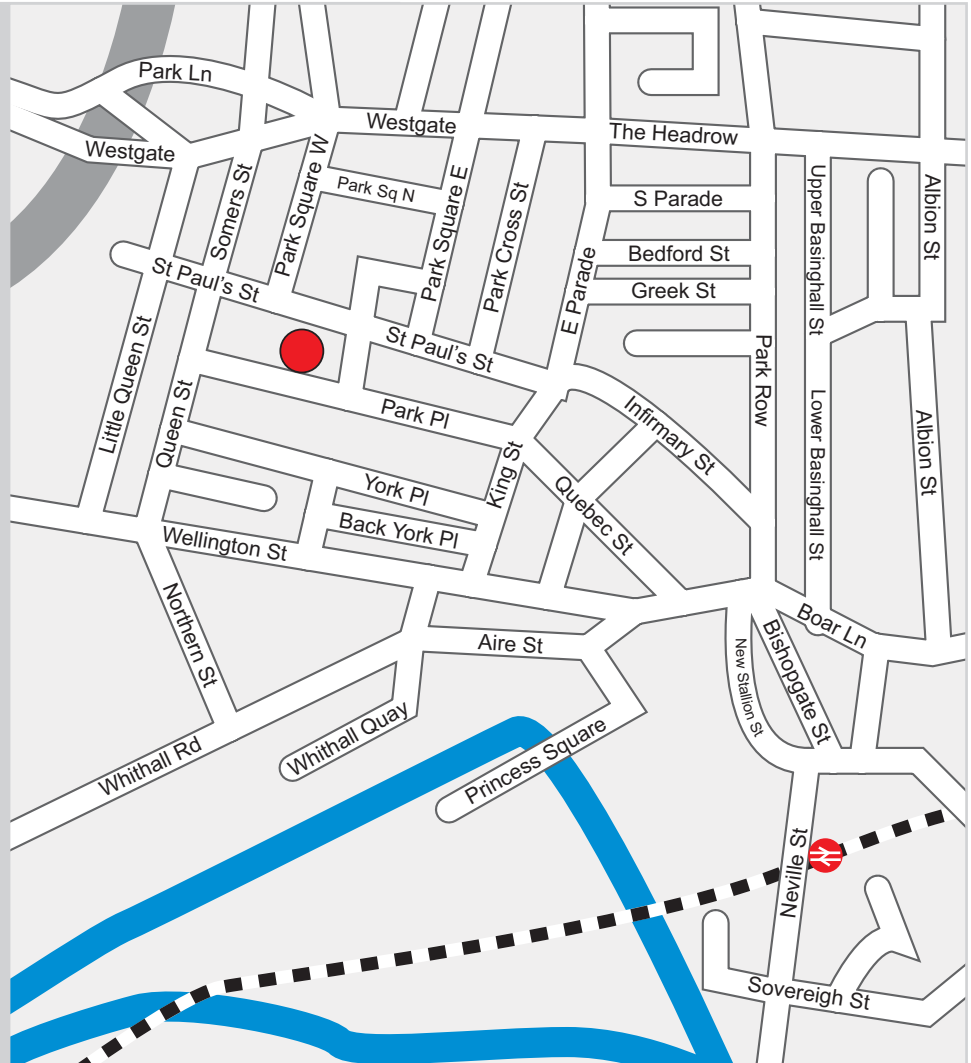 Park Ln
Westgate
The Headrow
Westgate
Somers St
Park Square W
Park Sq N
Park Square E
Park Cross St
S Parade
Upper Basinghall St
Albion St
Bedford St
St Paul's St
E Parade
Greek St
St Paul's St
Little Queen St
Queen St
Park Pl
Park Row
Infirmary St
Lower Basinghall St
Albion St
King St
Quebec St
York Pl
Back York Pl
Wellington St
Northern St
Aire St
Boar Ln
Bishopgate St
New Stallion St
Whithall Quay
Whithall Rd
Princess Square
Neville St
Sovereigh St